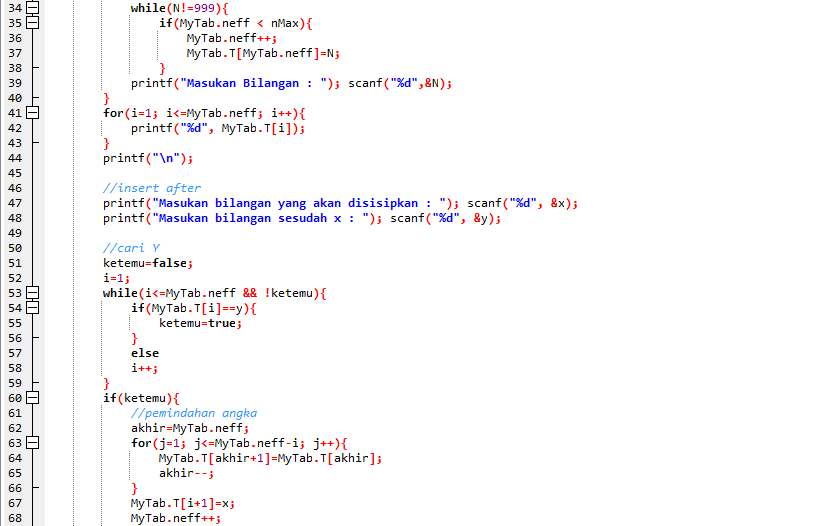 34 while(N!=999){
35 if(MyTab.neff < nMax){
36 MyTab.neff++;
37 MyTab.T[MyTab.neff]=N;
38 }
39 printf("Masukan Bilangan : "); scanf("%d",&N);
40 }
41 for(i=1; i<=MyTab.neff; i++){
42 printf("%d", MyTab.T[i]);
43 }
44 printf("\n");
45
46 //insert after
47 printf("Masukan bilangan yang akan disisipkan : "); scanf("%d", &x);
48 printf("Masukan bilangan sesudah x : "); scanf("%d", &y);
49
50 //cari Y
51 ketemu=false;
52 i=1;
53 while(i<=MyTab.neff && !ketemu){
54 if(MyTab.T[i]==y){
55 ketemu=true;
56 }
57 else
58 i++;
59 }
60 if(ketemu){
61 //pemindahan angka
62 akhir=MyTab.neff;
63 for(j=1; j<=MyTab.neff-i; j++){
64 MyTab.T[akhir+1]=MyTab.T[akhir];
65 akhir--;
66 }
67 MyTab.T[i+1]=x;
68 MyTab.neff++;